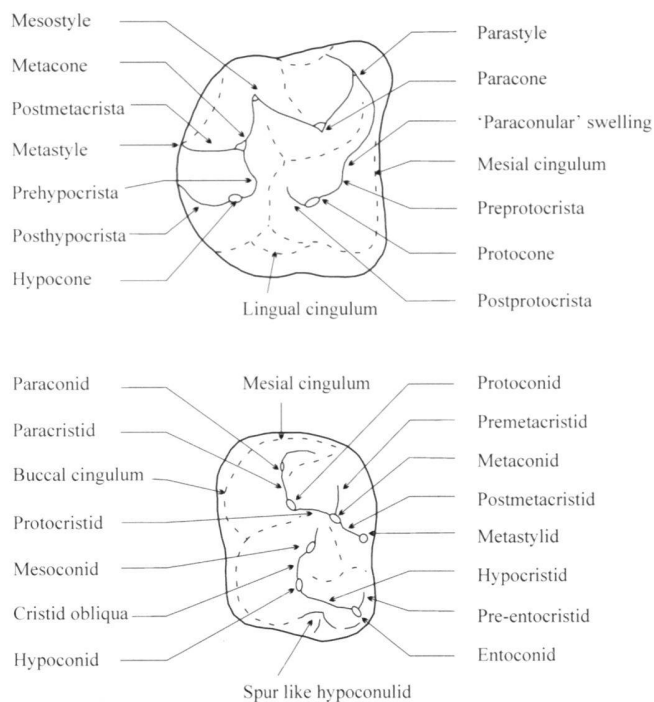 Mesostyle
Metacone
Postmetacrista
Metastyle
Prehypocrista
Posthypocrista
Hypocone
Lingual cingulum
Parastyle
Paracone
‘Paraconular’ swelling
Mesial cingulum
Preprotocrista
Protocone
Postprotocrista
Paraconid
Paracristid
Buccal cingulum
Protocristid
Mesoconid
Cristid obliqua
Hypoconid
Mesial cingulum
Spur like hypoconulid
Protoconid
Premetacristid
Metaconid
Postmetacristid
Metastylid
Hypocristid
Pre-entocristid
Entoconid